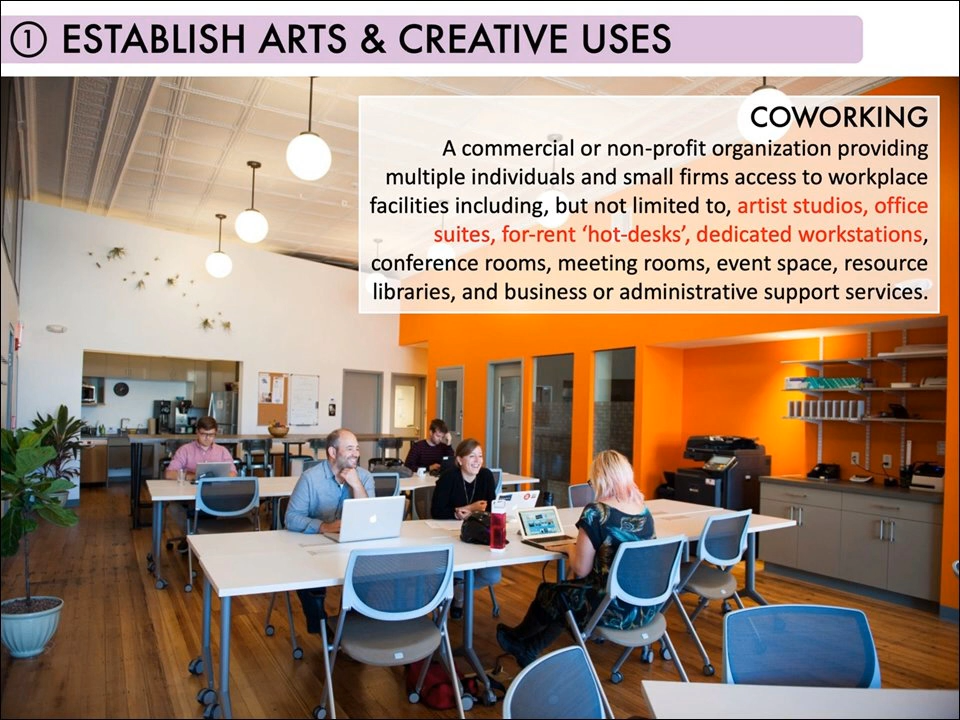 ① ESTABLISH ARTS & CREATIVE USES
COWORKING
A commercial or non-profit organization providing
multiple individuals and small firms access to workplace
facilities including, but not limited to, artist studios, office
suites, for-rent ‘hot-desks’, dedicated workstations,
conference rooms, meeting rooms, event space, resource
libraries, and business or administrative support services.